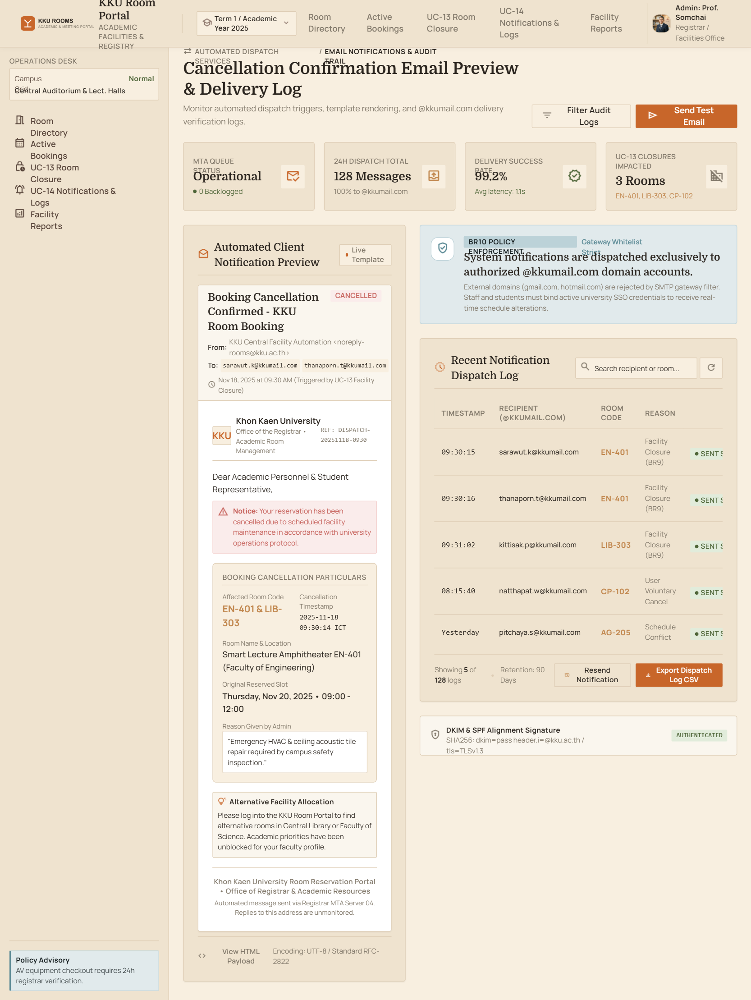 KKU ROOMS
ACADEMIC & MEETING PORTAL
KKU Room
Portal
ACADEMIC
FACILITIES &
REGISTRY
Term 1 / Academic
Year 2025
Room
Directory
Active
Bookings
UC-13 Room
Closure
UC-14
Notifications &
Logs
Facility
Reports
Admin: Prof.
Somchai
Registrar /
Facilities Office
OPERATIONS DESK
Campus
Grid
Normal
Central Auditorium & Lect. Halls
Room
Directory
Active
Bookings
UC-13 Room
Closure
UC-14 Notifications &
Logs
Facility
Reports
Policy Advisory
AV equipment checkout requires 24h
registrar verification.
AUTOMATED DISPATCH
SERVICES
/ EMAIL NOTIFICATIONS & AUDIT
TRAIL
Cancellation Confirmation Email Preview
& Delivery Log
Monitor automated dispatch triggers, template rendering, and @kkumail.com delivery
verification logs.
Filter Audit
Logs
Send Test
Email
MTA QUEUE
STATUS
Operational
0 Backlogged
24H DISPATCH TOTAL
128 Messages
100% to @kkumail.com
DELIVERY SUCCESS
RATE
99.2%
Avg latency: 1.1s
UC-13 CLOSURES
IMPACTED
3 Rooms
EN-401, LIB-303, CP-102
Automated Client
Notification Preview
Live
Template
Booking Cancellation
Confirmed - KKU
Room Booking
CANCELLED
From: KKU Central Facility Automation <noreply-
rooms@kku.ac.th>
To: sarawut.k@kkumail.com thanaporn.t@kkumail.com
Nov 18, 2025 at 09:30 AM (Triggered by UC-13 Facility
Closure)
KKU
Khon Kaen University
Office of the Registrar •
Academic Room
Management
REF: DISPATCH-
20251118-0930
Dear Academic Personnel & Student
Representative,
Notice: Your reservation has been
cancelled due to scheduled facility
maintenance in accordance with university
operations protocol.
BOOKING CANCELLATION PARTICULARS
Affected Room Code
EN-401 & LIB-
303
Cancellation
Timestamp
2025-11-18
09:30:14 ICT
Room Name & Location
Smart Lecture Amphitheater EN-401
(Faculty of Engineering)
Original Reserved Slot
Thursday, Nov 20, 2025 • 09:00 -
12:00
Reason Given by Admin
"Emergency HVAC & ceiling acoustic tile
repair required by campus safety
inspection."
Alternative Facility Allocation
Please log into the KKU Room Portal to find
alternative rooms in Central Library or Faculty of
Science. Academic priorities have been
unblocked for your faculty profile.
Khon Kaen University Room Reservation Portal
• Office of Registrar & Academic Resources
Automated message sent via Registrar MTA Server 04.
Replies to this address are unmonitored.
View HTML
Payload
Encoding: UTF-8 / Standard RFC-
2822
BR10 POLICY
ENFORCEMENT
Gateway Whitelist
Strict
System notifications are dispatched exclusively to
authorized @kkumail.com domain accounts.
External domains (gmail.com, hotmail.com) are rejected by SMTP gateway filter.
Staff and students must bind active university SSO credentials to receive real-
time schedule alterations.
Recent Notification
Dispatch Log
Search recipient or room...
TIMESTAMP
RECIPIENT
(@KKUMAIL.COM)
ROOM
CODE
REASON
09:30:15
sarawut.k@kkumail.com
EN-401
Facility
Closure
(BR9)
SENT S
09:30:16
thanaporn.t@kkumail.com
EN-401
Facility
Closure
(BR9)
SENT S
09:31:02
kittisak.p@kkumail.com
LIB-303
Facility
Closure
(BR9)
SENT S
08:15:40
natthapat.w@kkumail.com
CP-102
User
Voluntary
Cancel
SENT S
Yesterday
pitchaya.s@kkumail.com
AG-205
Schedule
Conflict
SENT S
Showing 5 of
128 logs
Retention: 90
Days
Resend
Notification
Export Dispatch
Log CSV
DKIM & SPF Alignment Signature
SHA256: dkim=pass header.i=@kku.ac.th /
tls=TLSv1.3
AUTHENTICATED